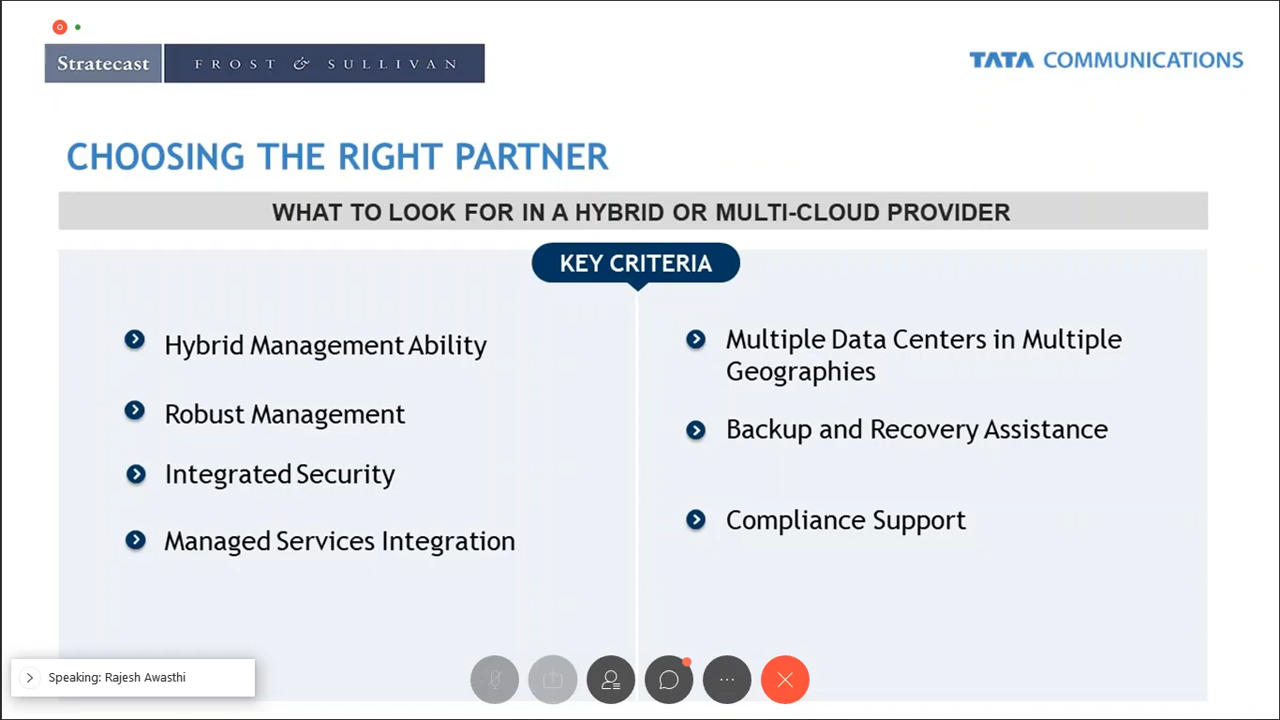 Stratecast FROST & SULLIVAN
TATA COMMUNICATIONS
CHOOSING THE RIGHT PARTNER
WHAT TO LOOK FOR IN A HYBRID OR MULTI-CLOUD PROVIDER
KEY CRITERIA
Hybrid Management Ability
Robust Management
Integrated Security
Managed Services Integration
Multiple Data Centers in Multiple
Geographies
Backup and Recovery Assistance
Compliance Support
Speaking: Rajesh Awasthi